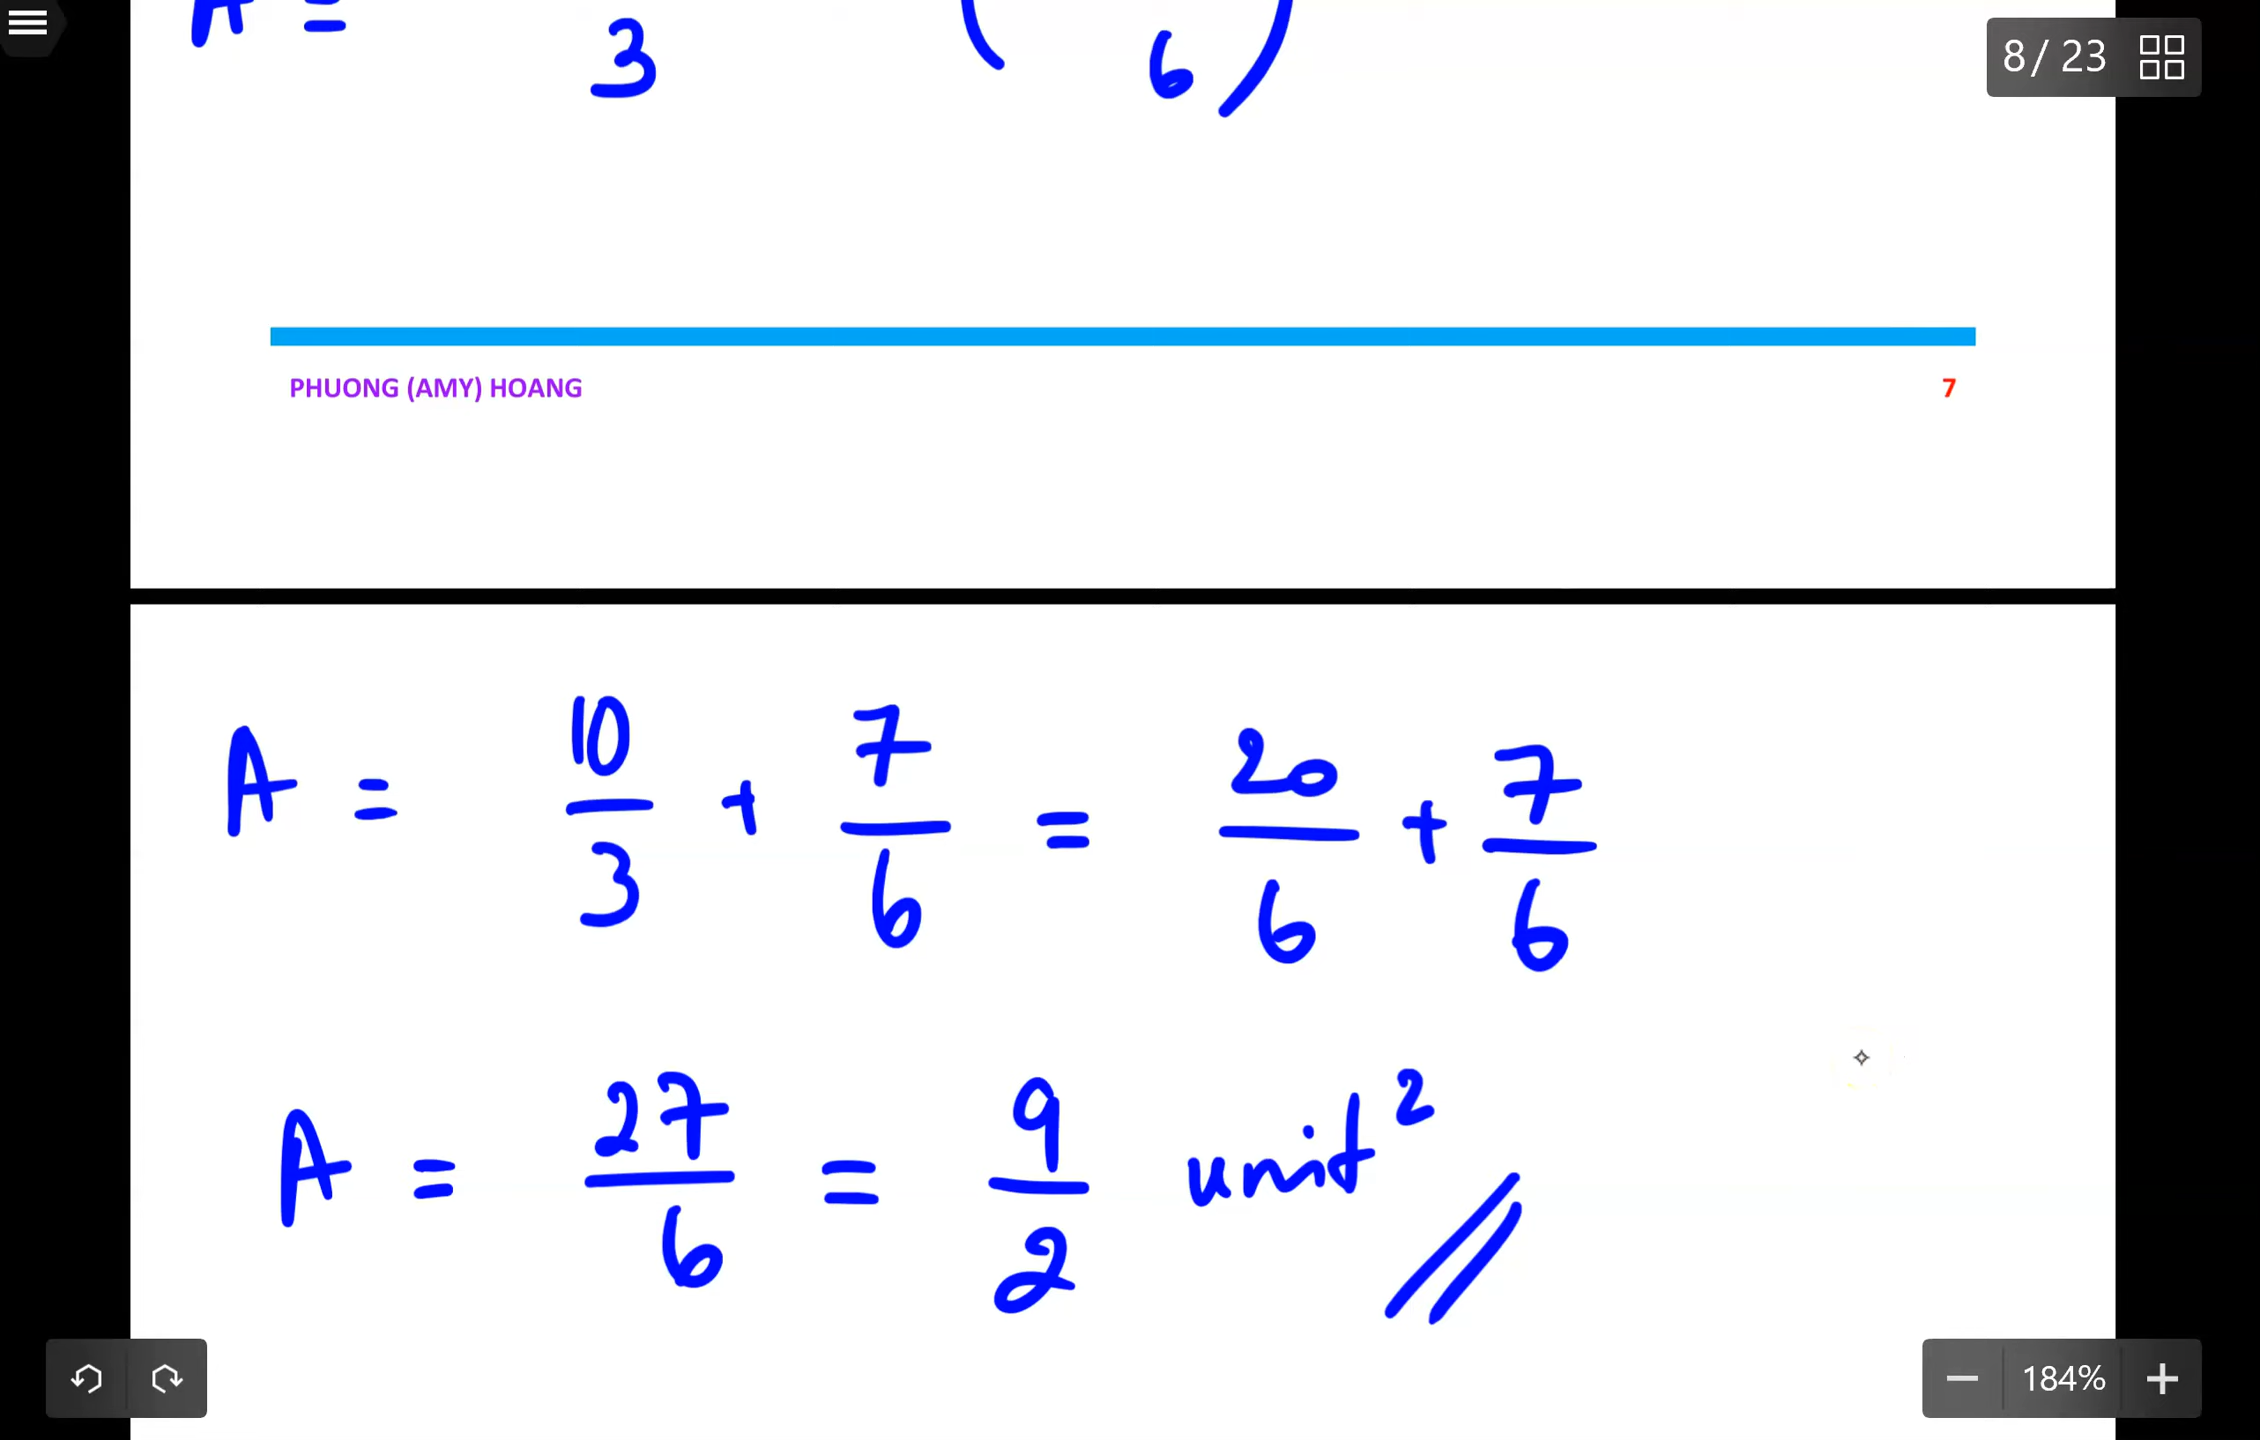 8 / 23
A = 3 ( 6 )
PHUONG (AMY) HOANG 7
A = 10/3 + 7/6 = 20/6 + 7/6
A = 27/6 = 9/2 unit²
184%